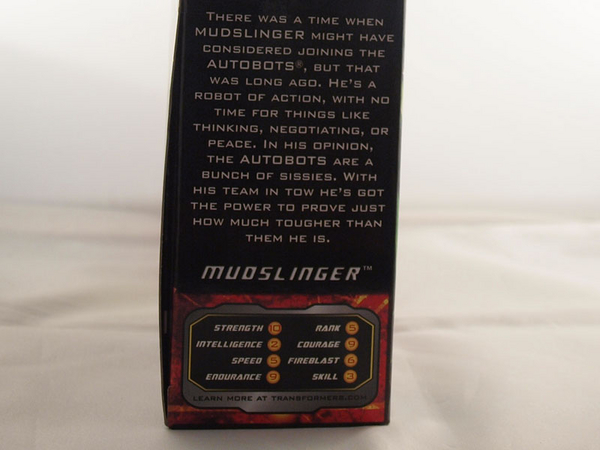 THERE WAS A TIME WHEN
MUDSLINGER MIGHT HAVE
CONSIDERED JOINING THE
AUTOBOTS®, BUT THAT
WAS LONG AGO. HE'S A
ROBOT OF ACTION, WITH NO
TIME FOR THINGS LIKE
THINKING, NEGOTIATING, OR
PEACE. IN HIS OPINION,
THE AUTOBOTS ARE A
BUNCH OF SISSIES. WITH
HIS TEAM IN TOW HE'S GOT
THE POWER TO PROVE JUST
HOW MUCH TOUGHER THAN
THEM HE IS.
MUDSLINGER™
STRENGTH 10 RANK 5
INTELLIGENCE 2 COURAGE 9
SPEED 5 FIREBLAST 6
ENDURANCE 9 SKILL 3
LEARN MORE AT TRANSFORMERS.COM